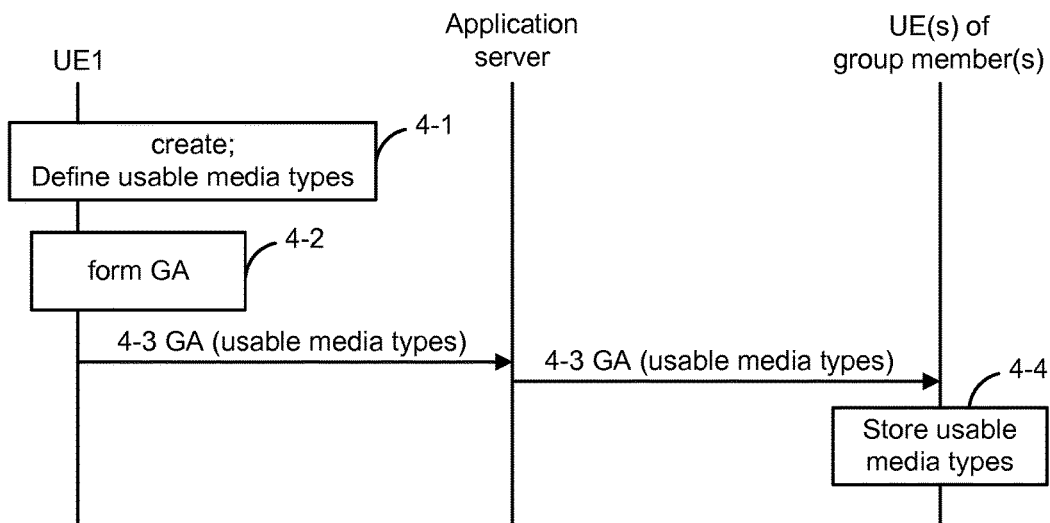 UE1
Application
server
UE(s) of
group member(s)
create;
Define usable media types
4-1
form GA
4-2
4-3 GA (usable media types)
4-3 GA (usable media types)
4-4
Store usable
media types